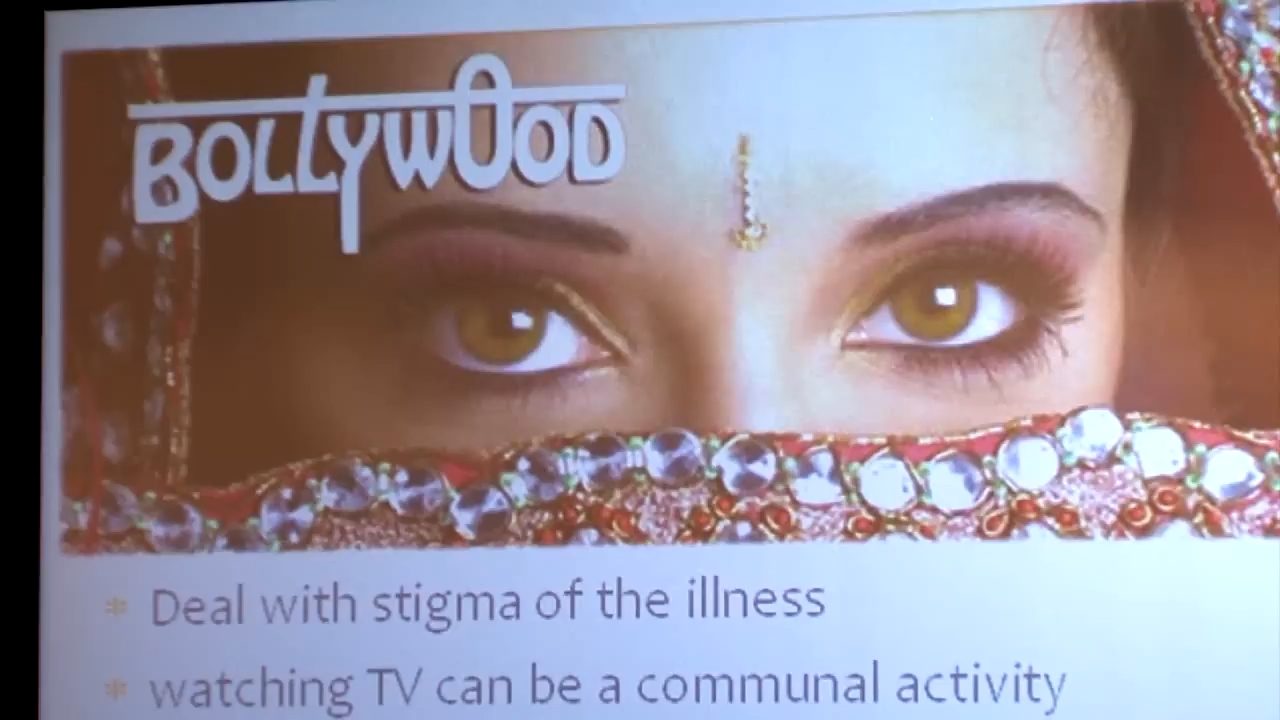 BOLLYWOOD
* Deal with stigma of the illness
* watching TV can be a communal activity